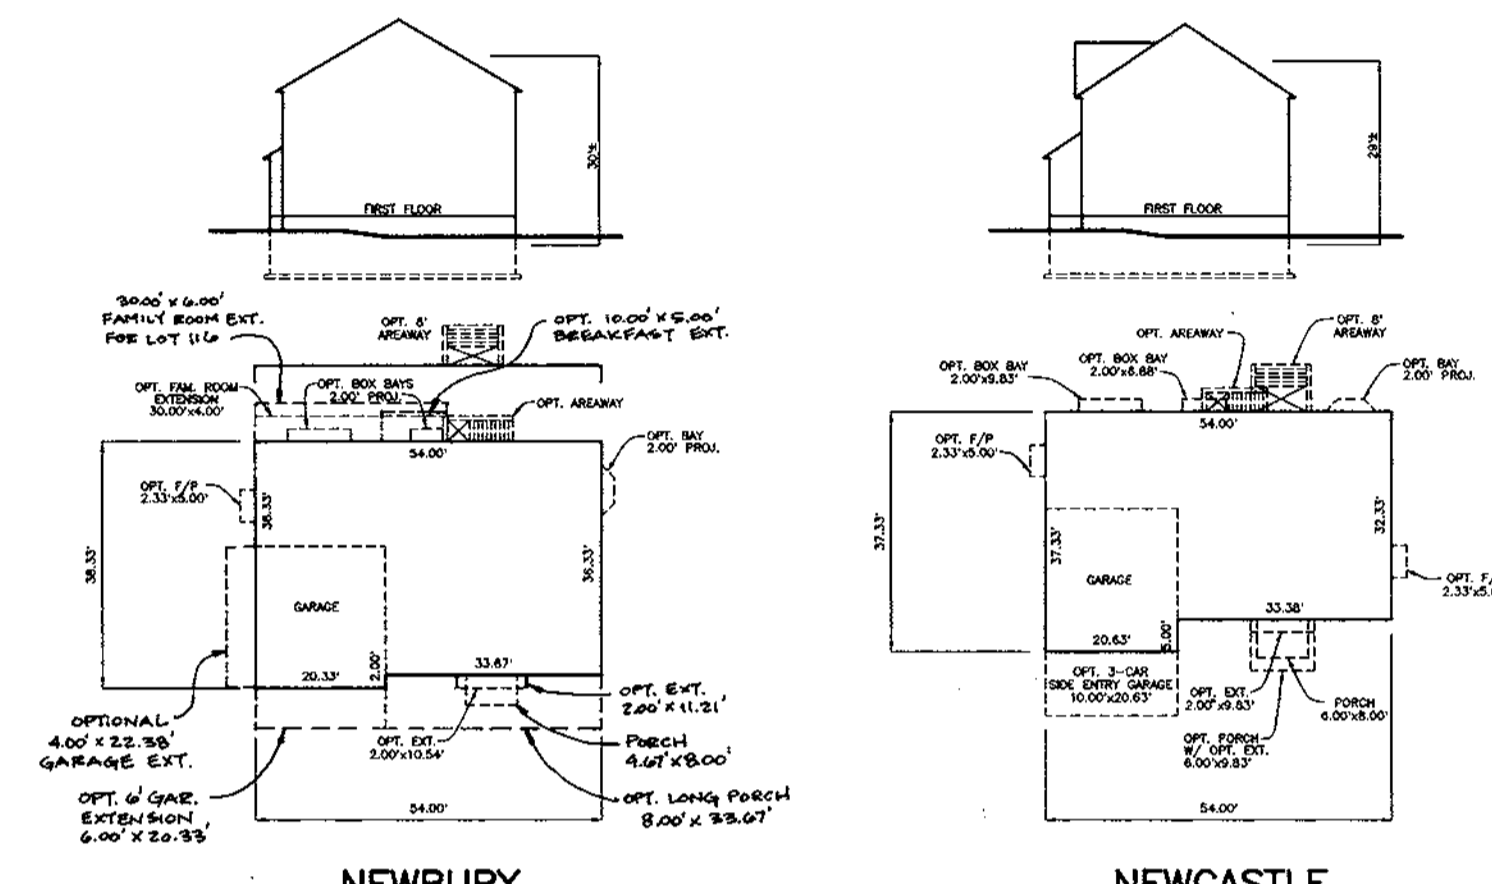 30'±
FIRST FLOOR
30.00' x 6.00'
FAMILY ROOM EXT.
FOR LOT 116
OPT. 8'
AREAWAY
OPT. 10.00' x 5.00'
BREAKFAST EXT.
OPT. FAM. ROOM
EXTENSION
30.00'x4.00'
OPT. BOX BAYS
2.00' PROJ.
OPT. AREAWAY
54.00'
OPT. BAY
2.00' PROJ.
OPT. F/P
2.33'x5.00'
38.33'
38.33'
36.33'
GARAGE
20.33'
2.00'
33.67'
OPT. EXT.
2.00' x 11.21'
OPTIONAL
4.00' x 22.38'
GARAGE EXT.
OPT. EXT.
2.00'x10.54'
PORCH
4.67' x 8.00'
OPT. 6' GAR.
EXTENSION
6.00' x 20.33'
OPT. LONG PORCH
8.00' x 33.67'
54.00'
NEWBURY
29'±
FIRST FLOOR
OPT. 8'
AREAWAY
OPT. AREAWAY
OPT. BOX BAY
2.00'x9.83'
OPT. BOX BAY
2.00'x6.68'
OPT. BAY
2.00' PROJ.
54.00'
OPT. F/P
2.33'x5.00'
37.33'
37.33'
32.33'
GARAGE
OPT. F/
2.33'x5.
33.38'
20.63'
5.00'
OPT. 3-CAR
SIDE ENTRY GARAGE
10.00'x20.63'
OPT. EXT.
2.00'x9.83'
PORCH
6.00'x8.00'
OPT. PORCH
W/ OPT. EXT.
6.00'x9.83'
54.00'
NEWCASTLE